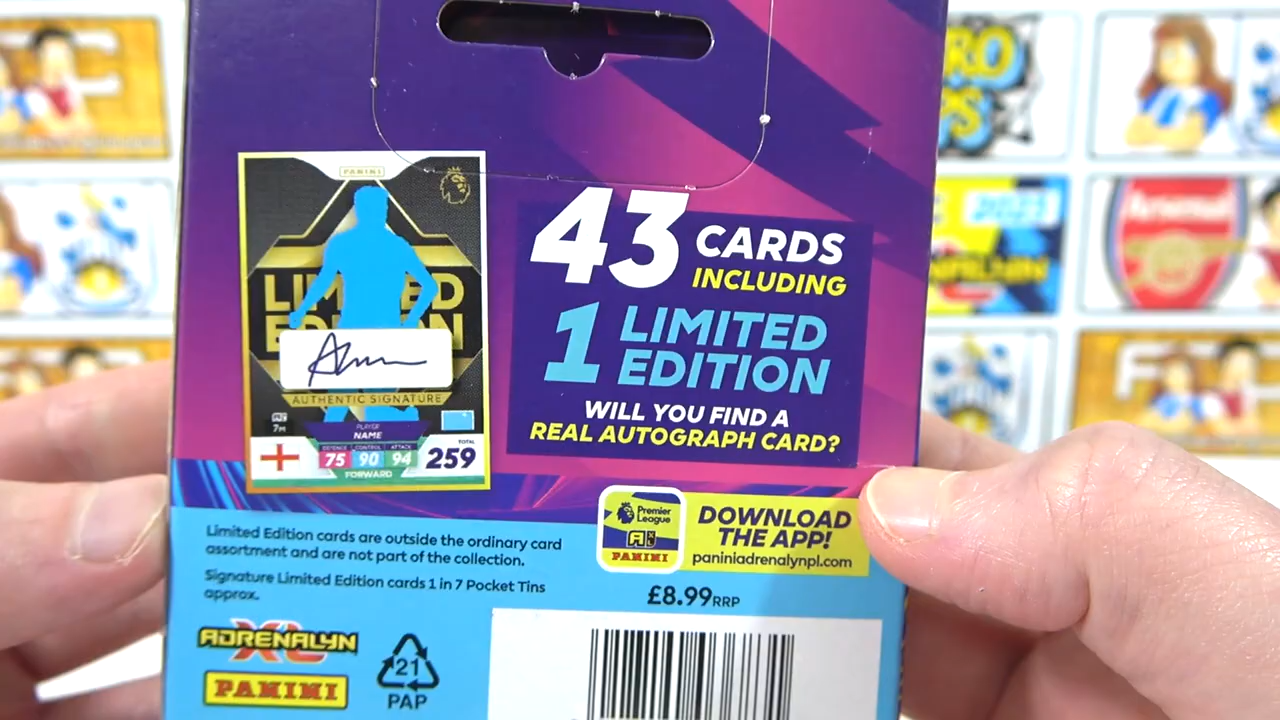 PANINI
LIMITED
EDITION
AUTHENTIC SIGNATURE
PLAYER
NAME
DEFENCE CONTROL ATTACK
75 90 94
TOTAL
259
FORWARD
43 CARDS
INCLUDING
1 LIMITED
EDITION
WILL YOU FIND A
REAL AUTOGRAPH CARD?
Premier
League
PANINI
DOWNLOAD
THE APP!
paniniadrenalynpl.com
£8.99RRP
Limited Edition cards are outside the ordinary card
assortment and are not part of the collection.
Signature Limited Edition cards 1 in 7 Pocket Tins
approx.
ADRENALYN
XL
PANINI
21
PAP
Arsenal